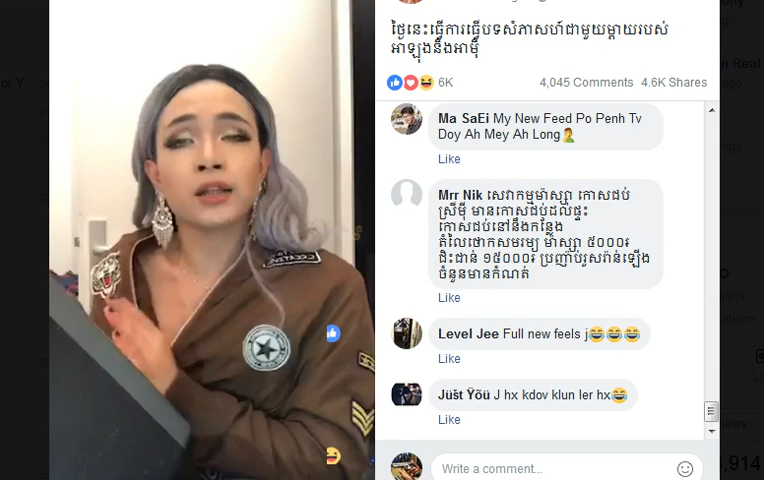 ថ្ងៃនេះធ្វើការធ្វើបទសំភាសហ៍ជាមួយម្តាយរបស់
អាឡុងនឹងអាម៉ី
6K
4,045 Comments 4.6K Shares
Ma SaEi My New Feed Po Penh Tv
Doy Ah Mey Ah Long🤦
Like
Mrr Nik សេវាកម្មម៉ាស្សា កោសជប់
ស្រីម៉ី មានកោសជប់ដល់ផ្ទះ
កោសជប់នៅនឹងកន្លែង
តំលៃថោកសមរម្យ ម៉ាស្សា ៥០០០៛
ជិះជាន់ ១៥០០០៛ ប្រញាប់រួសរ៉ាន់ឡើង
ចំនួនមានកំណត់
Like
Level Jee Full new feels j😂😂😂
Like
Jüšt Ÿõü J hx kdov klun ler hx😂
Like
Write a comment...
,914